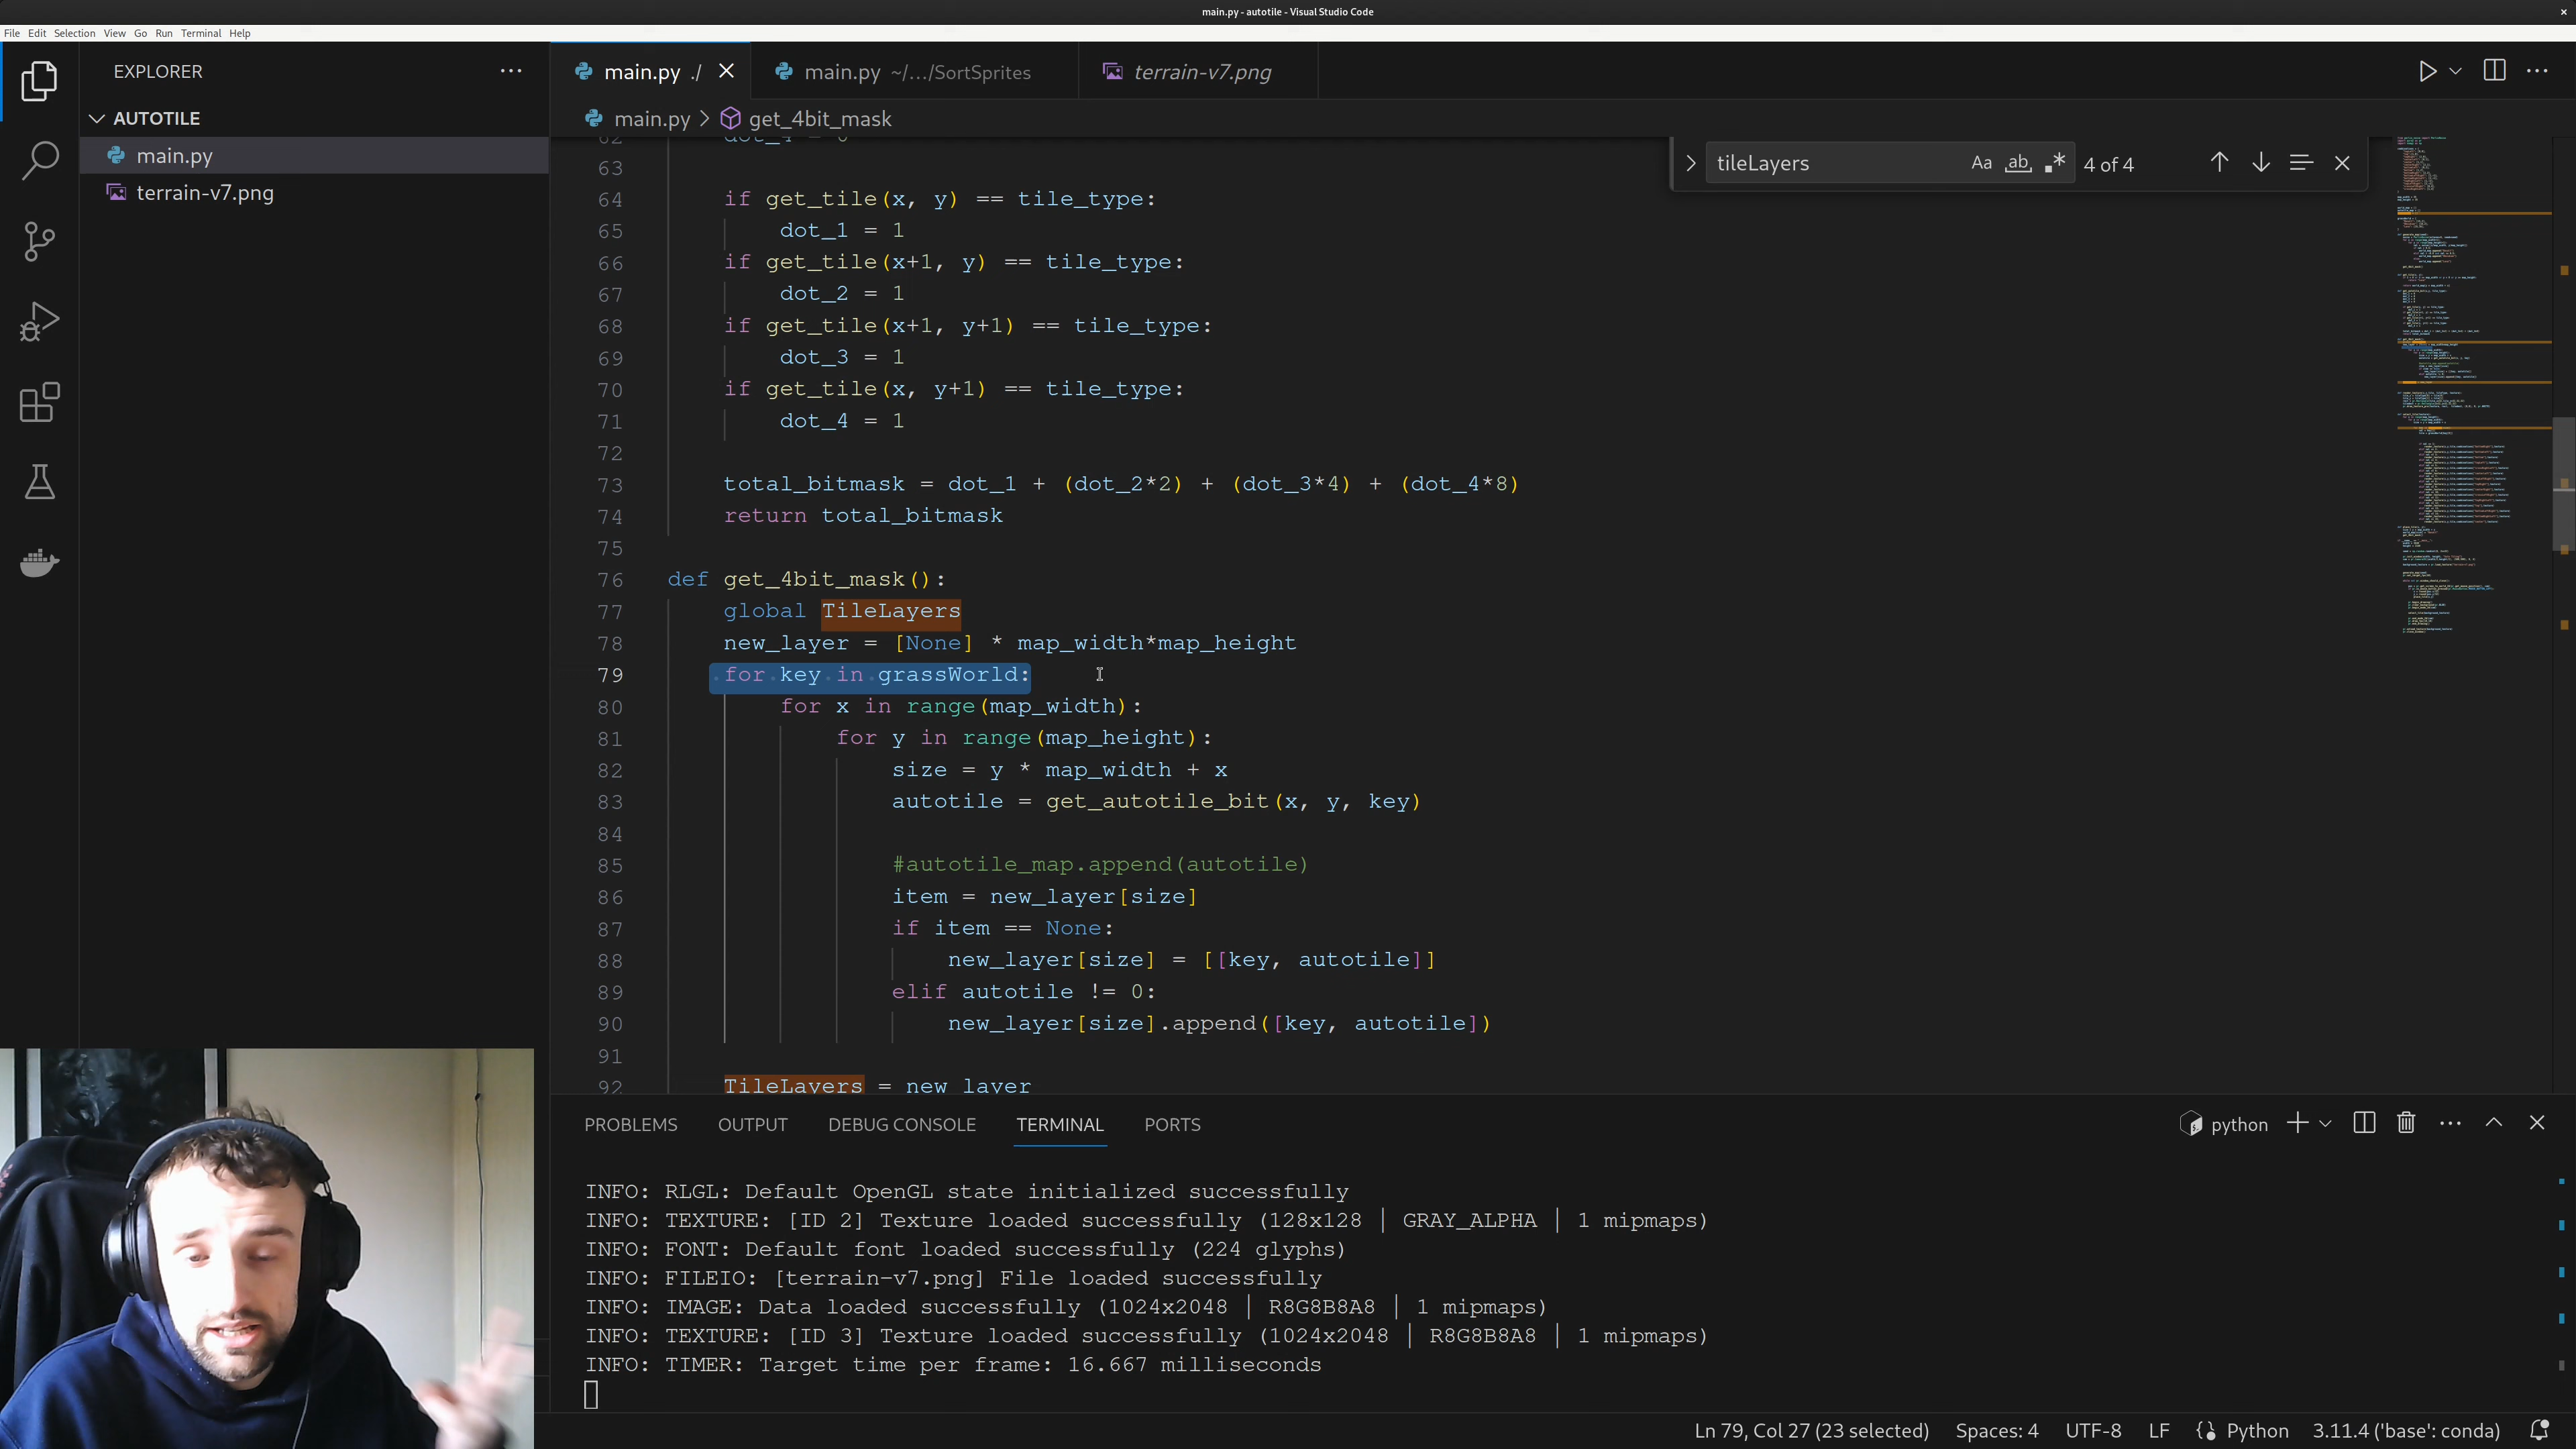 main.py - autotile - Visual Studio Code
File Edit Selection View Go Run Terminal Help
EXPLORER
AUTOTILE
main.py
terrain-v7.png
main.py ./
main.py ~/.../SortSprites
terrain-v7.png
main.py > get_4bit_mask
tileLayers Aa ab, .* 4 of 4
62 dot_4 = 0
63
64 if get_tile(x, y) == tile_type:
65 dot_1 = 1
66 if get_tile(x+1, y) == tile_type:
67 dot_2 = 1
68 if get_tile(x+1, y+1) == tile_type:
69 dot_3 = 1
70 if get_tile(x, y+1) == tile_type:
71 dot_4 = 1
72
73 total_bitmask = dot_1 + (dot_2*2) + (dot_3*4) + (dot_4*8)
74 return total_bitmask
75
76 def get_4bit_mask():
77 global TileLayers
78 new_layer = [None] * map_width*map_height
79 for key in grassWorld:
80 for x in range(map_width):
81 for y in range(map_height):
82 size = y * map_width + x
83 autotile = get_autotile_bit(x, y, key)
84
85 #autotile_map.append(autotile)
86 item = new_layer[size]
87 if item == None:
88 new_layer[size] = [[key, autotile]]
89 elif autotile != 0:
90 new_layer[size].append([key, autotile])
91
92 TileLayers = new_layer
PROBLEMS OUTPUT DEBUG CONSOLE TERMINAL PORTS
python
INFO: RLGL: Default OpenGL state initialized successfully
INFO: TEXTURE: [ID 2] Texture loaded successfully (128x128 | GRAY_ALPHA | 1 mipmaps)
INFO: FONT: Default font loaded successfully (224 glyphs)
INFO: FILEIO: [terrain-v7.png] File loaded successfully
INFO: IMAGE: Data loaded successfully (1024x2048 | R8G8B8A8 | 1 mipmaps)
INFO: TEXTURE: [ID 3] Texture loaded successfully (1024x2048 | R8G8B8A8 | 1 mipmaps)
INFO: TIMER: Target time per frame: 16.667 milliseconds
Ln 79, Col 27 (23 selected) Spaces: 4 UTF-8 LF Python 3.11.4 ('base': conda)